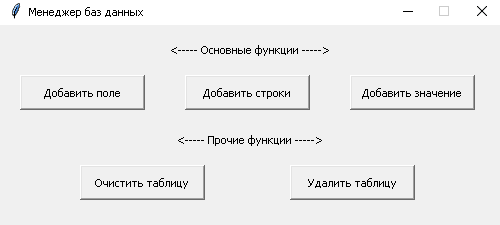 Менеджер баз данных
<----- Основные функции ----->
Добавить поле Добавить строки Добавить значение
<----- Прочие функции ----->
Очистить таблицу Удалить таблицу